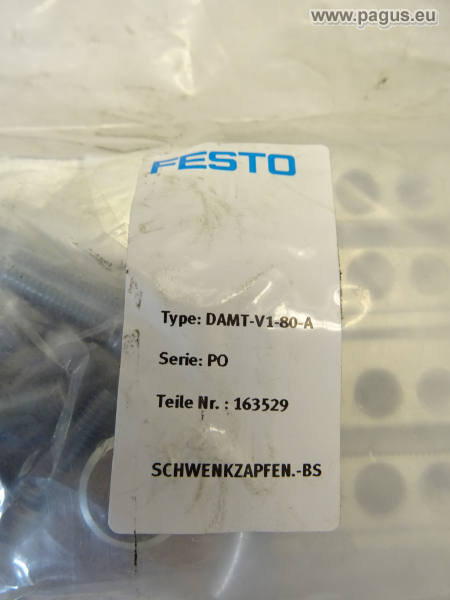 www.pagus.eu
FESTO
Type: DAMT-V1-80-A
Serie: PO
Teile Nr. : 163529
SCHWENKZAPFEN.-BS